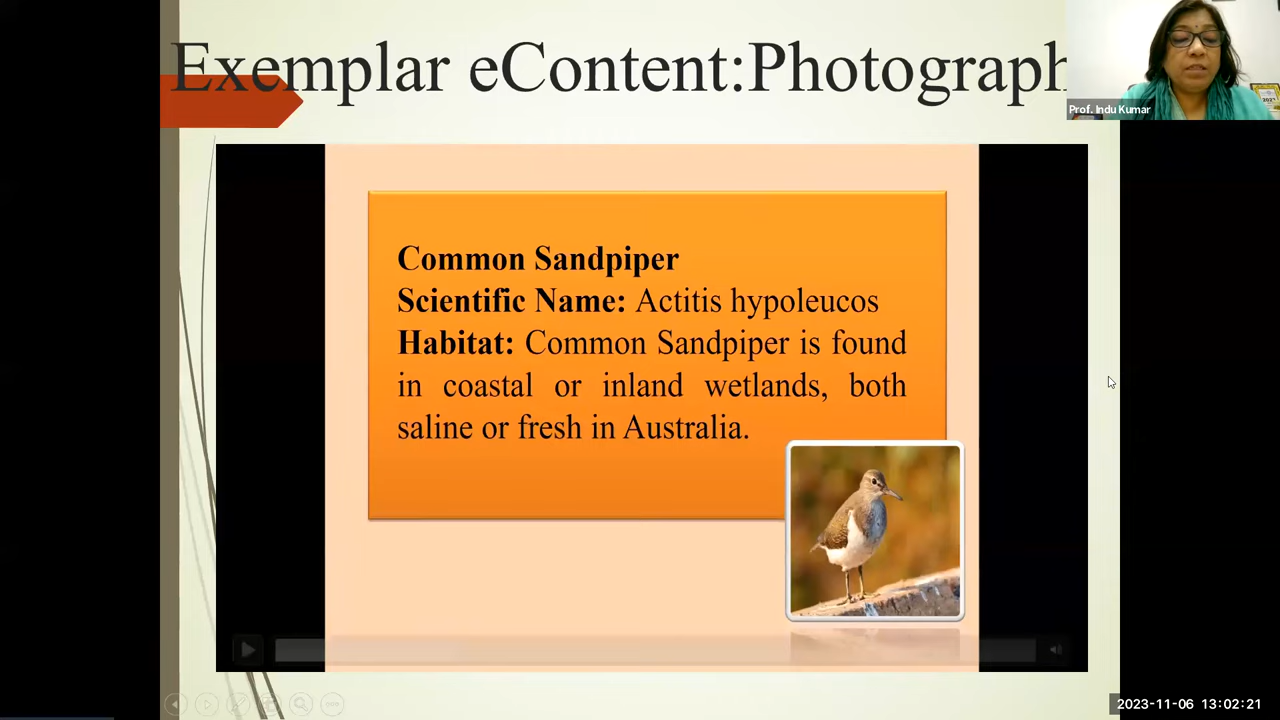 Exemplar eContent:Photograph
Prof. Indu Kumar
Common Sandpiper
Scientific Name: Actitis hypoleucos
Habitat: Common Sandpiper is found
in coastal or inland wetlands, both
saline or fresh in Australia.
2023-11-06 13:02:21